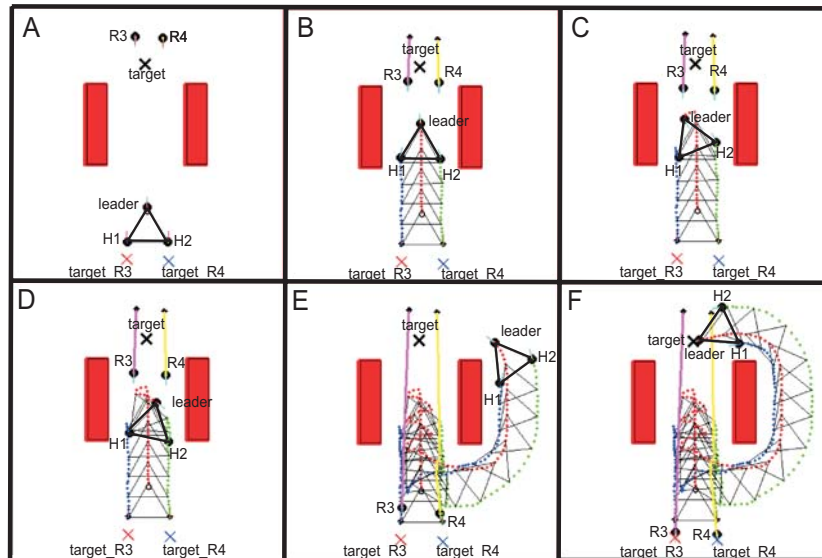 A
R3 R4
target
leader
H1 H2
target_R3 target_R4
B
target
R3 R4
leader
H1 H2
target_R3 target_R4
C
target
R3 R4
leader
H2
H1
target_R3 target_R4
D
target
R3 R4
leader
H1 H2
target_R3 target_R4
E
target
leader
H2
H1
R3 R4
target_R3 target_R4
F
H2
target
leader H1
R3 R4
target_R3 target_R4